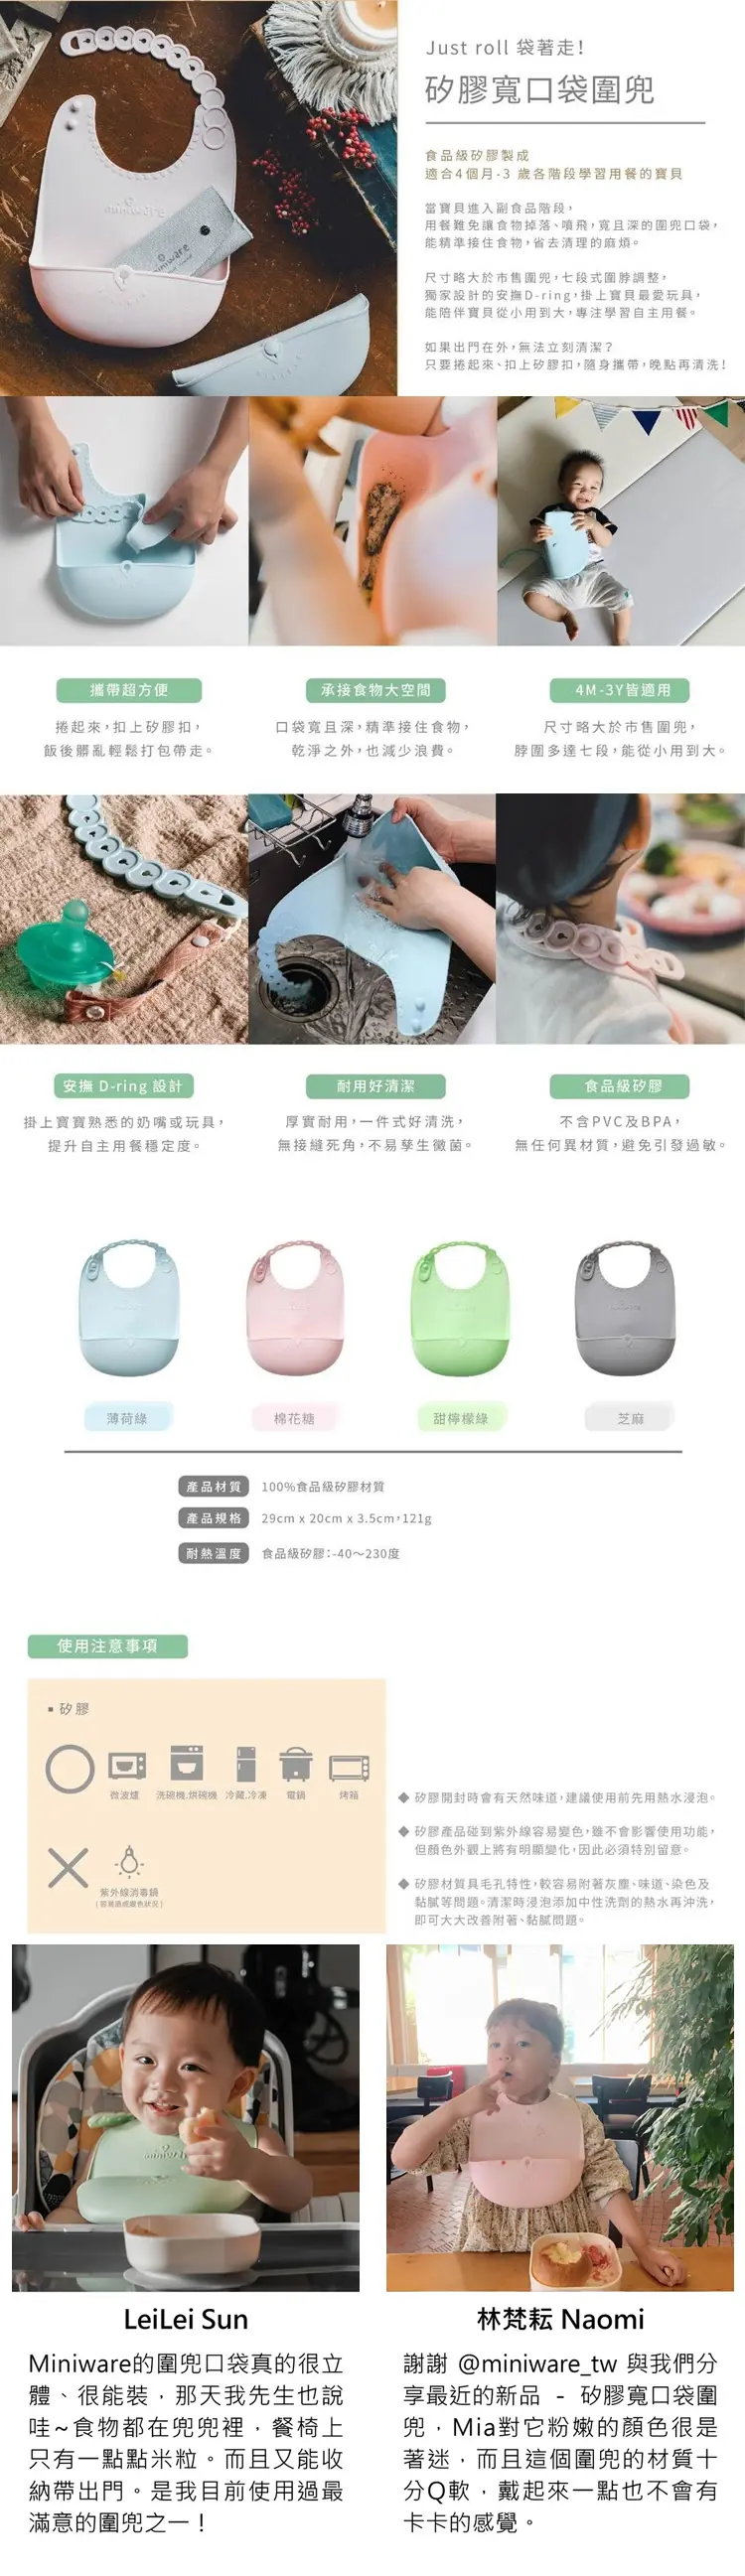 Just roll 袋著走!
矽膠寬口袋圍兜
食品級矽膠製成
適合4個月-3 歲各階段學習用餐的寶貝
當寶貝進入副食品階段,
用餐難免讓食物掉落、噴飛,寬且深的圍兜口袋,
能精準接住食物,省去清理的麻煩。
尺寸略大於市售圍兜,七段式圍脖調整,
獨家設計的安撫D-ring,掛上寶貝最愛玩具,
能陪伴寶貝從小用到大,專注學習自主用餐。
如果出門在外,無法立刻清潔?
只要捲起來、扣上矽膠扣,隨身攜帶,晚點再清洗!
miniware
miniware
攜帶超方便
捲起來,扣上矽膠扣,
飯後髒亂輕鬆打包帶走。
承接食物大空間
口袋寬且深,精準接住食物,
乾淨之外,也減少浪費。
4M-3Y皆適用
尺寸略大於市售圍兜,
脖圍多達七段,能從小用到大。
安撫 D-ring 設計
掛上寶寶熟悉的奶嘴或玩具,
提升自主用餐穩定度。
耐用好清潔
厚實耐用,一件式好清洗,
無接縫死角,不易孳生黴菌。
食品級矽膠
不含PVC及BPA,
無任何異材質,避免引發過敏。
薄荷綠
棉花糖
甜檸檬綠
芝麻
產品材質 100%食品級矽膠材質
產品規格 29cm x 20cm x 3.5cm,121g
耐熱溫度 食品級矽膠:-40～230度
使用注意事項
▪ 矽膠
微波爐 洗碗機.烘碗機 冷藏.冷凍 電鍋 烤箱
紫外線消毒鍋
(容易造成變色狀況)
◆ 矽膠開封時會有天然味道,建議使用前先用熱水浸泡。
◆ 矽膠產品碰到紫外線容易變色,雖不會影響使用功能,
但顏色外觀上將有明顯變化,因此必須特別留意。
◆ 矽膠材質具毛孔特性,較容易附著灰塵、味道、染色及
黏膩等問題。清潔時浸泡添加中性洗劑的熱水再沖洗,
即可大大改善附著、黏膩問題。
miniware
LeiLei Sun
Miniware的圍兜口袋真的很立
體、很能裝，那天我先生也說
哇~食物都在兜兜裡，餐椅上
只有一點點米粒。而且又能收
納帶出門。是我目前使用過最
滿意的圍兜之一！
林梵耘 Naomi
謝謝 @miniware_tw 與我們分
享最近的新品 - 矽膠寬口袋圍
兜，Mia對它粉嫩的顏色很是
著迷，而且這個圍兜的材質十
分Q軟，戴起來一點也不會有
卡卡的感覺。